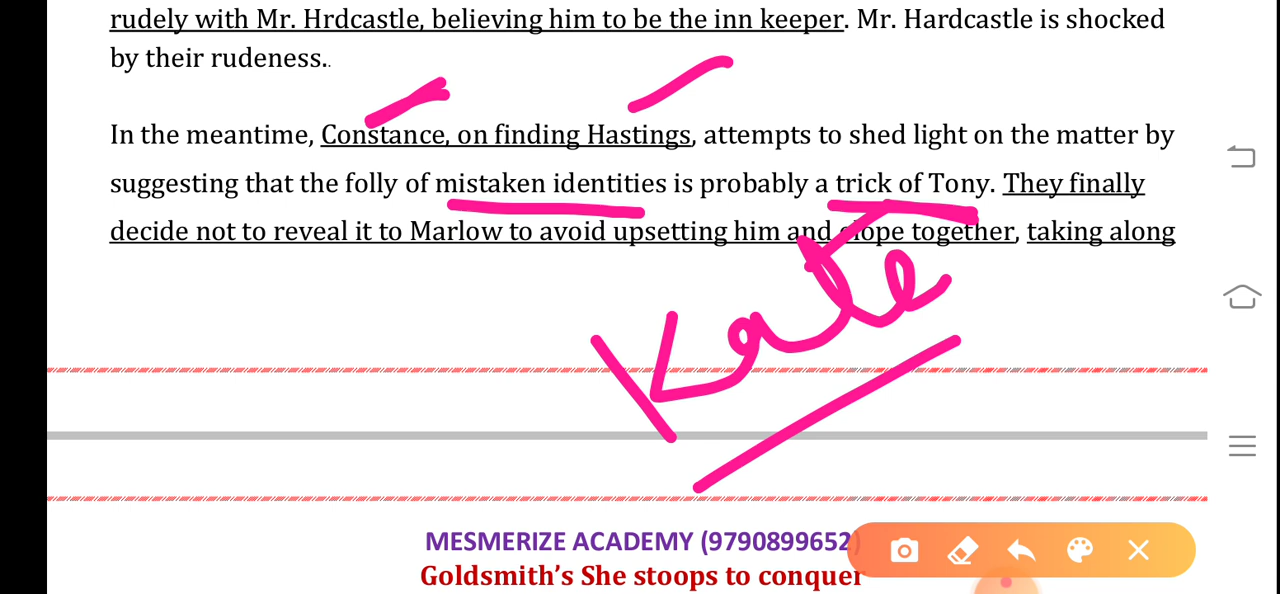 rudely with Mr. Hrdcastle, believing him to be the inn keeper. Mr. Hardcastle is shocked
by their rudeness..
In the meantime, Constance, on finding Hastings, attempts to shed light on the matter by
suggesting that the folly of mistaken identities is probably a trick of Tony. They finally
decide not to reveal it to Marlow to avoid upsetting him and elope together, taking along
Kate
MESMERIZE ACADEMY (9790899652)
Goldsmith's She stoops to conquer